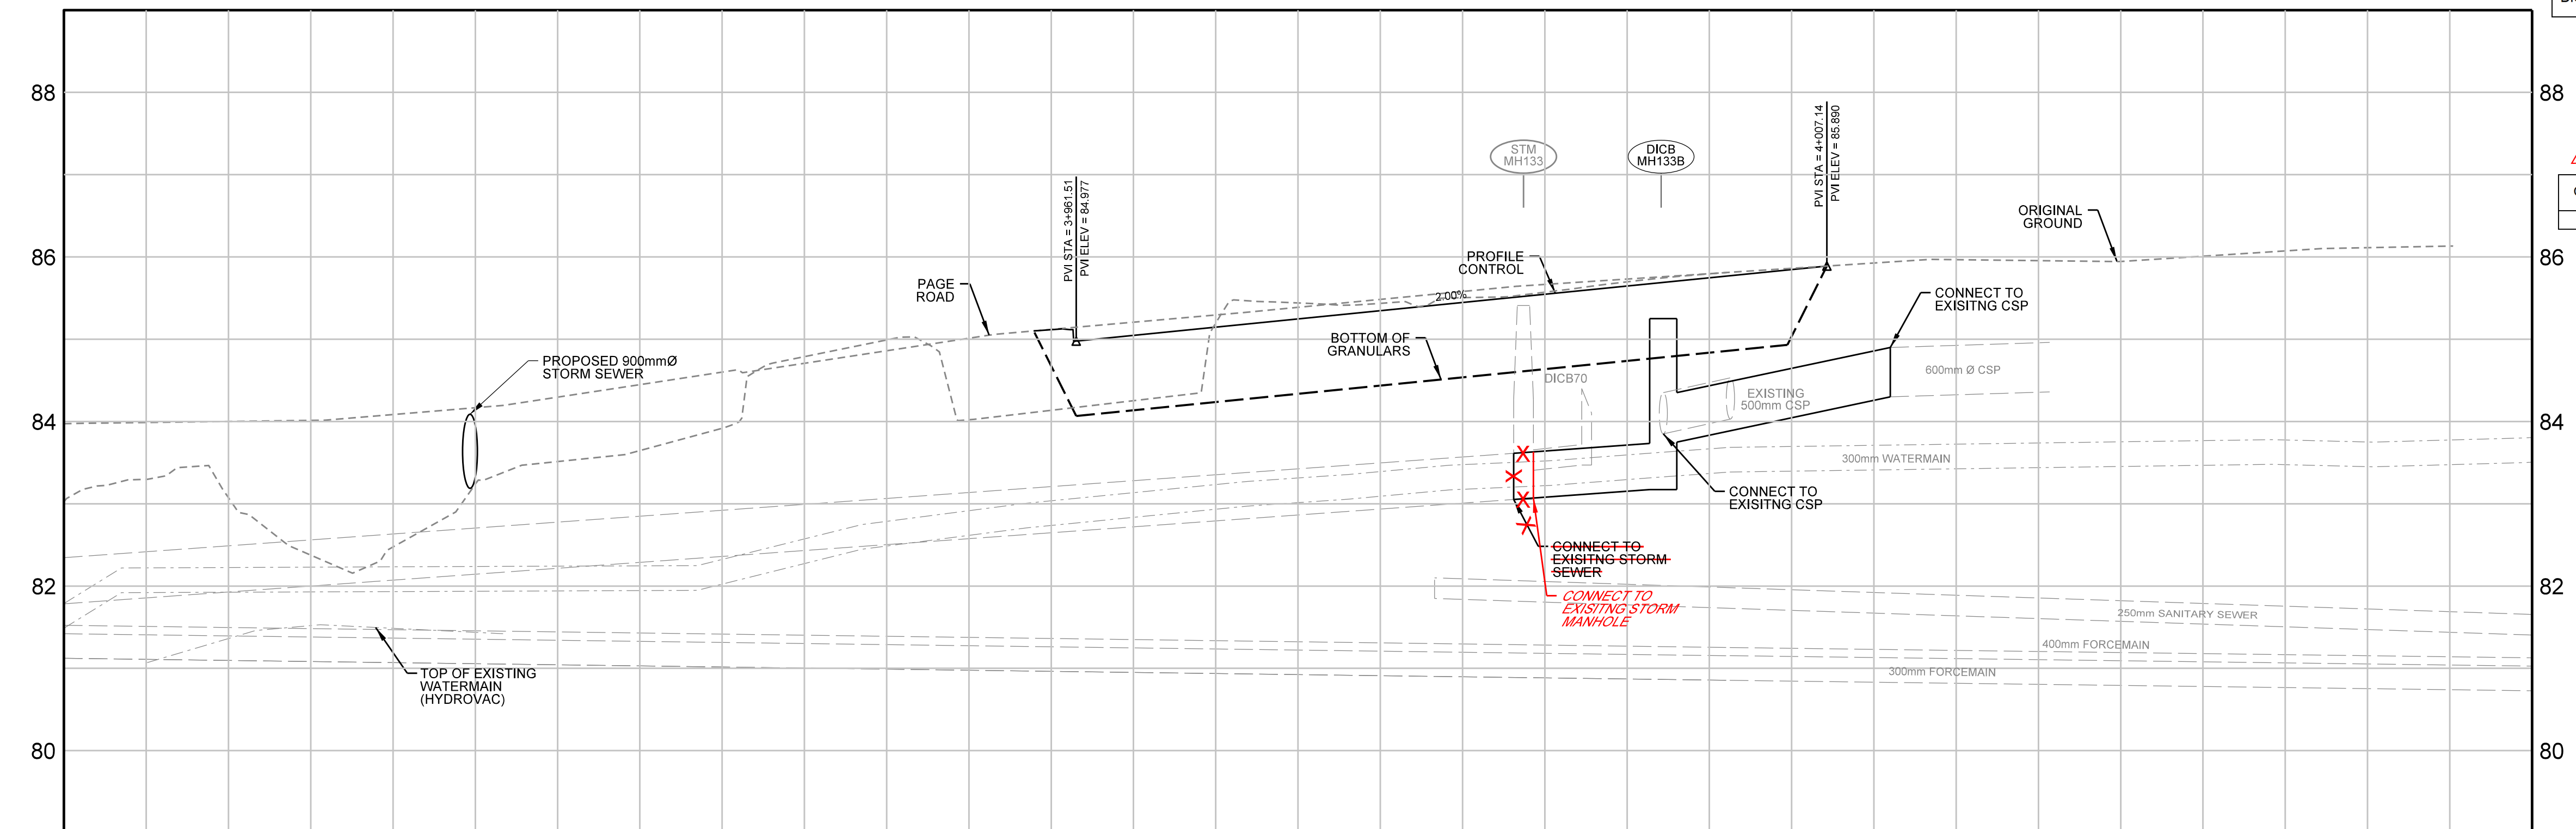 88
88
PVI STA = 3+961.51
PVI ELEV = 84.977
STM
MH133
DICB
MH133B
PVI STA = 4+007.14
PVI ELEV = 85.890
ORIGINAL
GROUND
86
86
PAGE
ROAD
PROFILE
CONTROL
2.00%
CONNECT TO
EXISITNG CSP
BOTTOM OF
GRANULARS
PROPOSED 900mmØ
STORM SEWER
DICB70
600mm Ø CSP
EXISTING
500mm CSP
84
84
300mm WATERMAIN
CONNECT TO
EXISITNG CSP
CONNECT TO
EXISITNG STORM
SEWER
82
82
CONNECT TO
EXISITNG STORM
MANHOLE
250mm SANITARY SEWER
400mm FORCEMAIN
300mm FORCEMAIN
TOP OF EXISTING
WATERMAIN
(HYDROVAC)
80
80